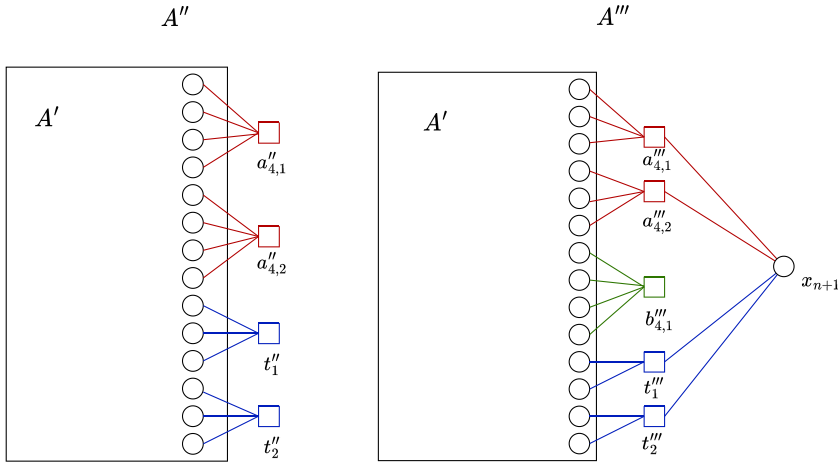 A″
A′
a″₄,₁
a″₄,₂
t″₁
t″₂
A‴
A′
a‴₄,₁
a‴₄,₂
b‴₄,₁
t‴₁
t‴₂
xₙ₊₁